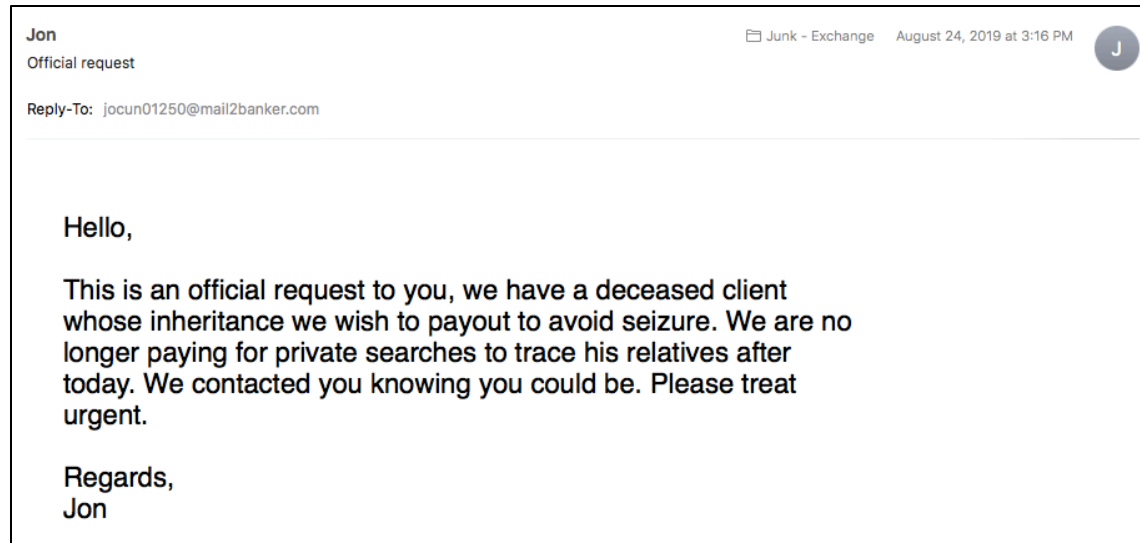 Jon
Junk - Exchange August 24, 2019 at 3:16 PM
J
Official request
Reply-To: jocun01250@mail2banker.com
Hello,
This is an official request to you, we have a deceased client
whose inheritance we wish to payout to avoid seizure. We are no
longer paying for private searches to trace his relatives after
today. We contacted you knowing you could be. Please treat
urgent.
Regards,
Jon